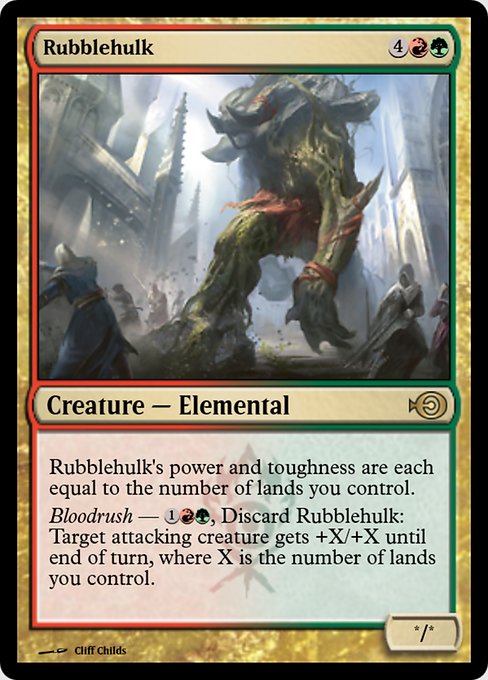 Rubblehulk 4
Creature — Elemental
Rubblehulk's power and toughness are each
equal to the number of lands you control.
Bloodrush — 1, Discard Rubblehulk:
Target attacking creature gets +X/+X until
end of turn, where X is the number of lands
you control.
*/*
Cliff Childs